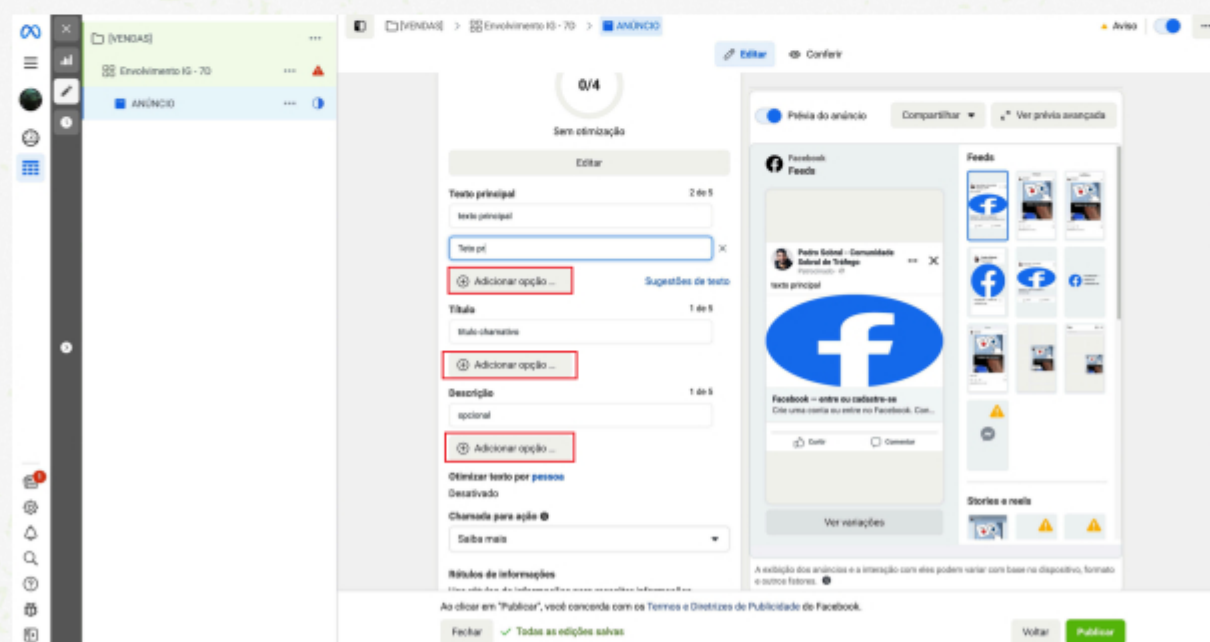 [VENDAS]
Envolvimento IG - 7D
ANÚNCIO
[VENDAS] > Envolvimento IG - 7D > ANÚNCIO
Aviso
Editar
Conferir
0/4
Sem otimização
Editar
Texto principal
2 de 5
texto principal
Teto pr
Adicionar opção ...
Sugestões de texto
Título
1 de 5
título chamativo
Adicionar opção ...
Descrição
1 de 5
opcional
Adicionar opção ...
Otimizar texto por pessoa
Desativado
Chamada para ação
Saiba mais
Rótulos de informações
Prévia do anúncio
Compartilhar
Ver prévia avançada
Facebook
Feeds
Pedro Sobral - Comunidade
Sobral de Tráfego
Patrocinado
texto principal
Facebook — entre ou cadastre-se
Crie uma conta ou entre no Facebook. Con...
Curtir
Comentar
Ver variações
Feeds
Stories e reels
A exibição dos anúncios e a interação com eles podem variar com base no dispositivo, formato
e outros fatores.
Ao clicar em "Publicar", você concorda com os Termos e Diretrizes de Publicidade do Facebook.
Fechar
Todas as edições salvas
Voltar
Publicar